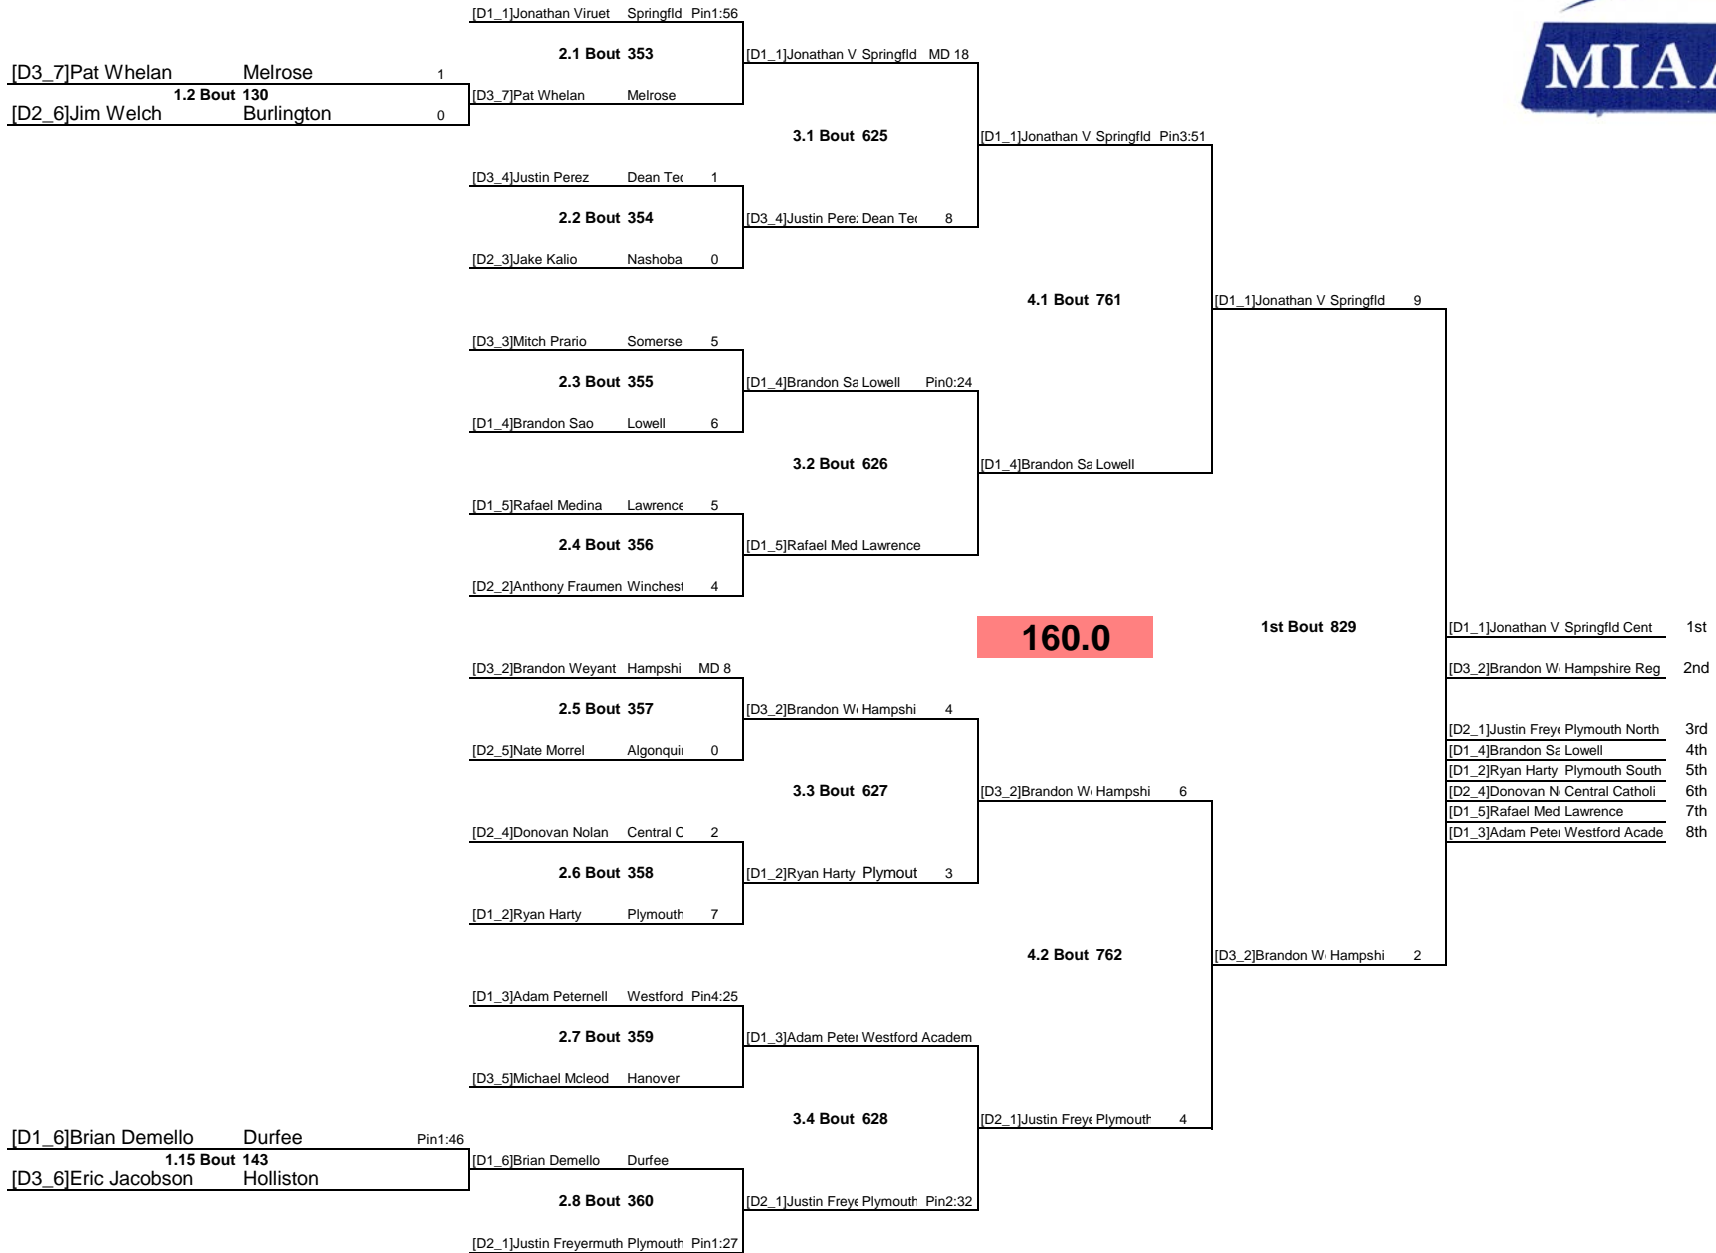 [D1_1]Jonathan Viruet Springfld Pin1:56
2.1 Bout 353
[D1_1]Jonathan V Springfld MD 18
MIAA
[D3_7]Pat Whelan Melrose 1
1.2 Bout 130
[D3_7]Pat Whelan Melrose
[D2_6]Jim Welch Burlington 0
3.1 Bout 625
[D1_1]Jonathan V Springfld Pin3:51
[D3_4]Justin Perez Dean Tec 1
2.2 Bout 354
[D3_4]Justin Pere Dean Tec 8
[D2_3]Jake Kalio Nashoba 0
4.1 Bout 761
[D1_1]Jonathan V Springfld 9
[D3_3]Mitch Prario Somerse 5
2.3 Bout 355
[D1_4]Brandon Sa Lowell Pin0:24
[D1_4]Brandon Sao Lowell 6
3.2 Bout 626
[D1_4]Brandon Sa Lowell
[D1_5]Rafael Medina Lawrence 5
2.4 Bout 356
[D1_5]Rafael Med Lawrence
[D2_2]Anthony Fraumen Winchest 4
160.0
1st Bout 829
[D1_1]Jonathan V Springfld Cent 1st
[D3_2]Brandon Weyant Hampshi MD 8
[D3_2]Brandon W Hampshire Reg 2nd
2.5 Bout 357
[D3_2]Brandon We Hampshi 4
[D2_1]Justin Freye Plymouth North 3rd
[D2_5]Nate Morrel Algonqui 0
[D1_4]Brandon Sa Lowell 4th
[D1_2]Ryan Harty Plymouth South 5th
3.3 Bout 627
[D3_2]Brandon W Hampshi 6
[D2_4]Donovan N Central Catholi 6th
[D1_5]Rafael Med Lawrence 7th
[D2_4]Donovan Nolan Central C 2
[D1_3]Adam Peter Westford Acade 8th
2.6 Bout 358
[D1_2]Ryan Harty Plymout 3
[D1_2]Ryan Harty Plymouth 7
4.2 Bout 762
[D3_2]Brandon W Hampshi 2
[D1_3]Adam Peternell Westford Pin4:25
2.7 Bout 359
[D1_3]Adam Peter Westford Academ
[D3_5]Michael Mcleod Hanover
3.4 Bout 628
[D2_1]Justin Freye Plymouth 4
[D1_6]Brian Demello Durfee Pin1:46
1.15 Bout 143
[D1_6]Brian Demello Durfee
[D3_6]Eric Jacobson Holliston
2.8 Bout 360
[D2_1]Justin Freye Plymouth Pin2:32
[D2_1]Justin Freyermuth Plymouth Pin1:27